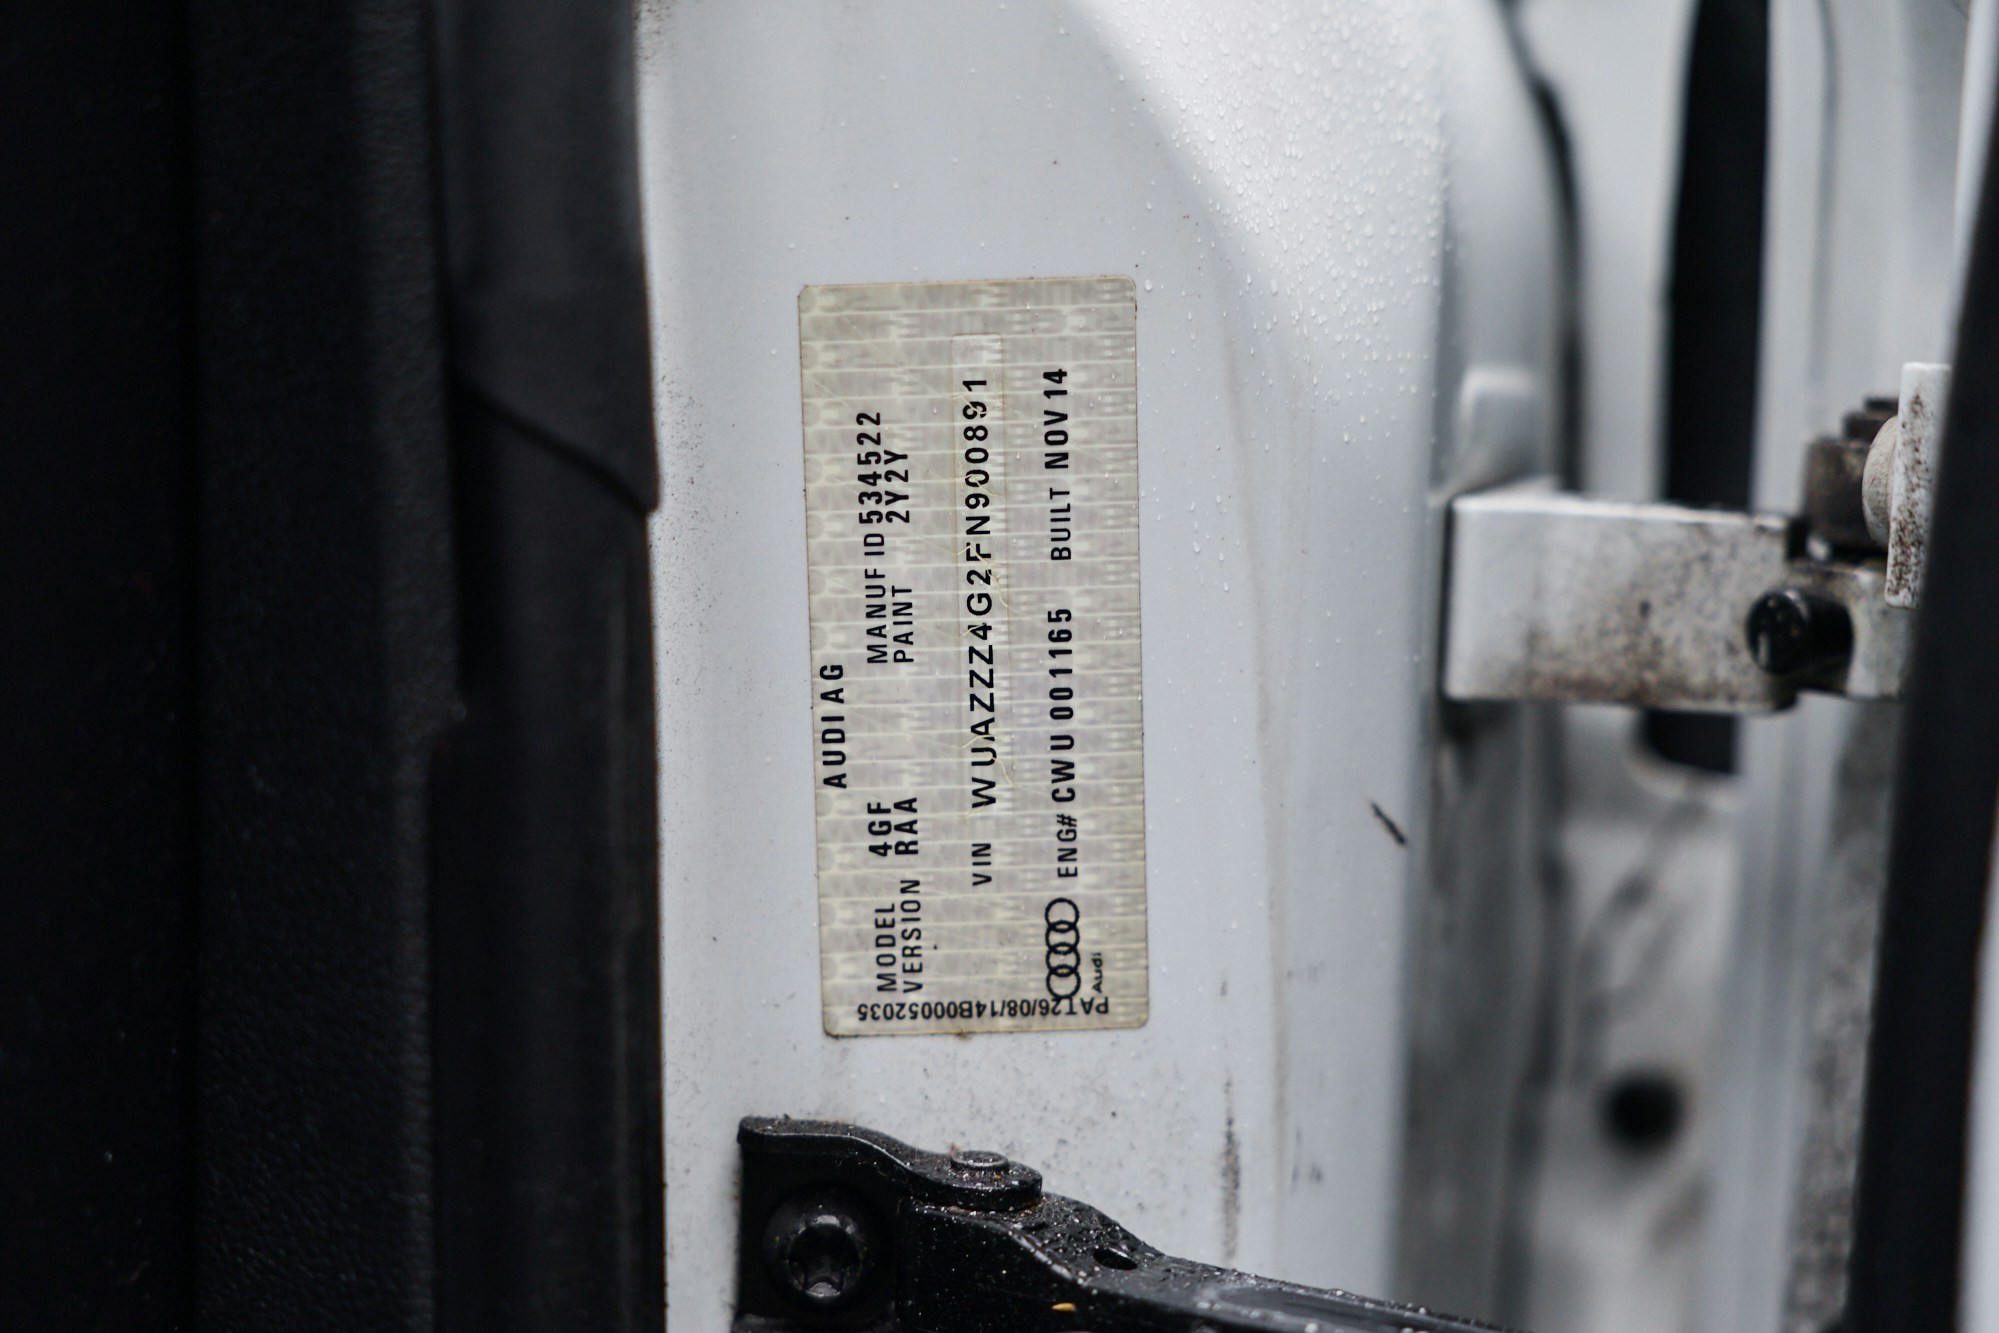 AUDI AG
MODEL 4GF MANUF ID 534522
VERSION RAA PAINT 2Y2Y
VIN WUAZZZ4G2FN900891
ENG# CWU 001165 BUILT NOV 14
Audi
PAT26/08/14B00052035